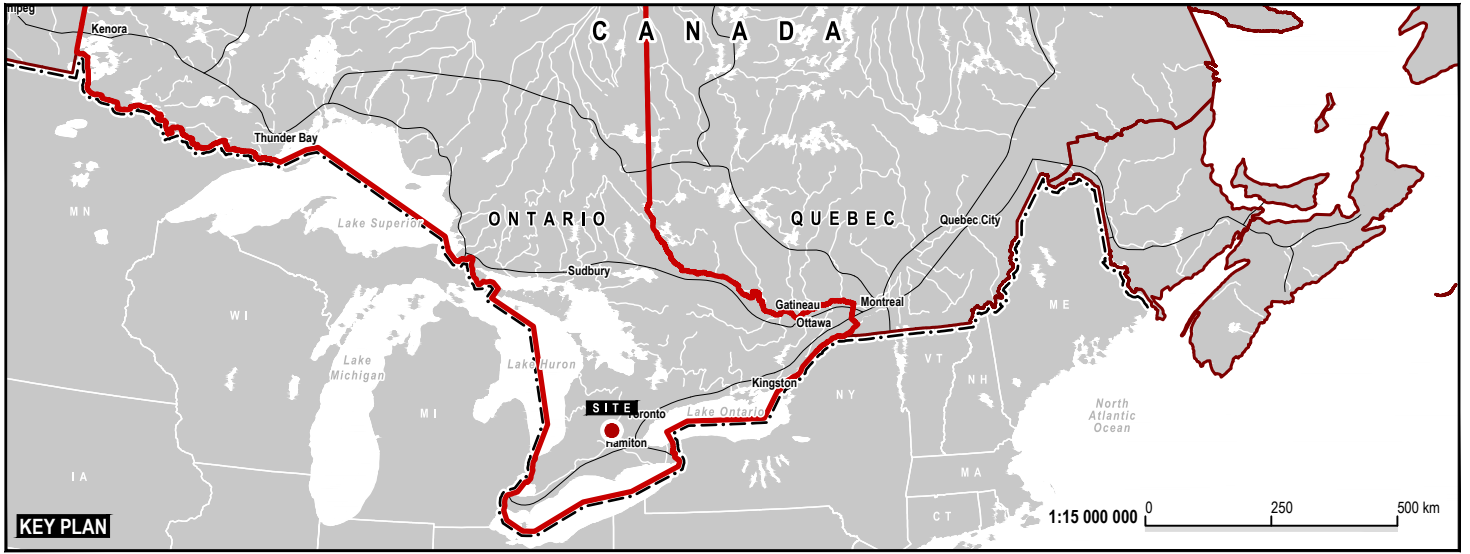 mpeg
Kenora
CANADA
Thunder Bay
MN
Lake Superior
ONTARIO
QUEBEC
Quebec City
Sudbury
Gatineau
Montreal
Ottawa
ME
WI
Lake
Michigan
Lake Huron
VT
NH
Kingston
NY
MI
SITE
Toronto
Lake Ontario
Hamiton
North
Atlantic
Ocean
IA
MA
CT
KEY PLAN
1:15 000 000
0
250
500 km